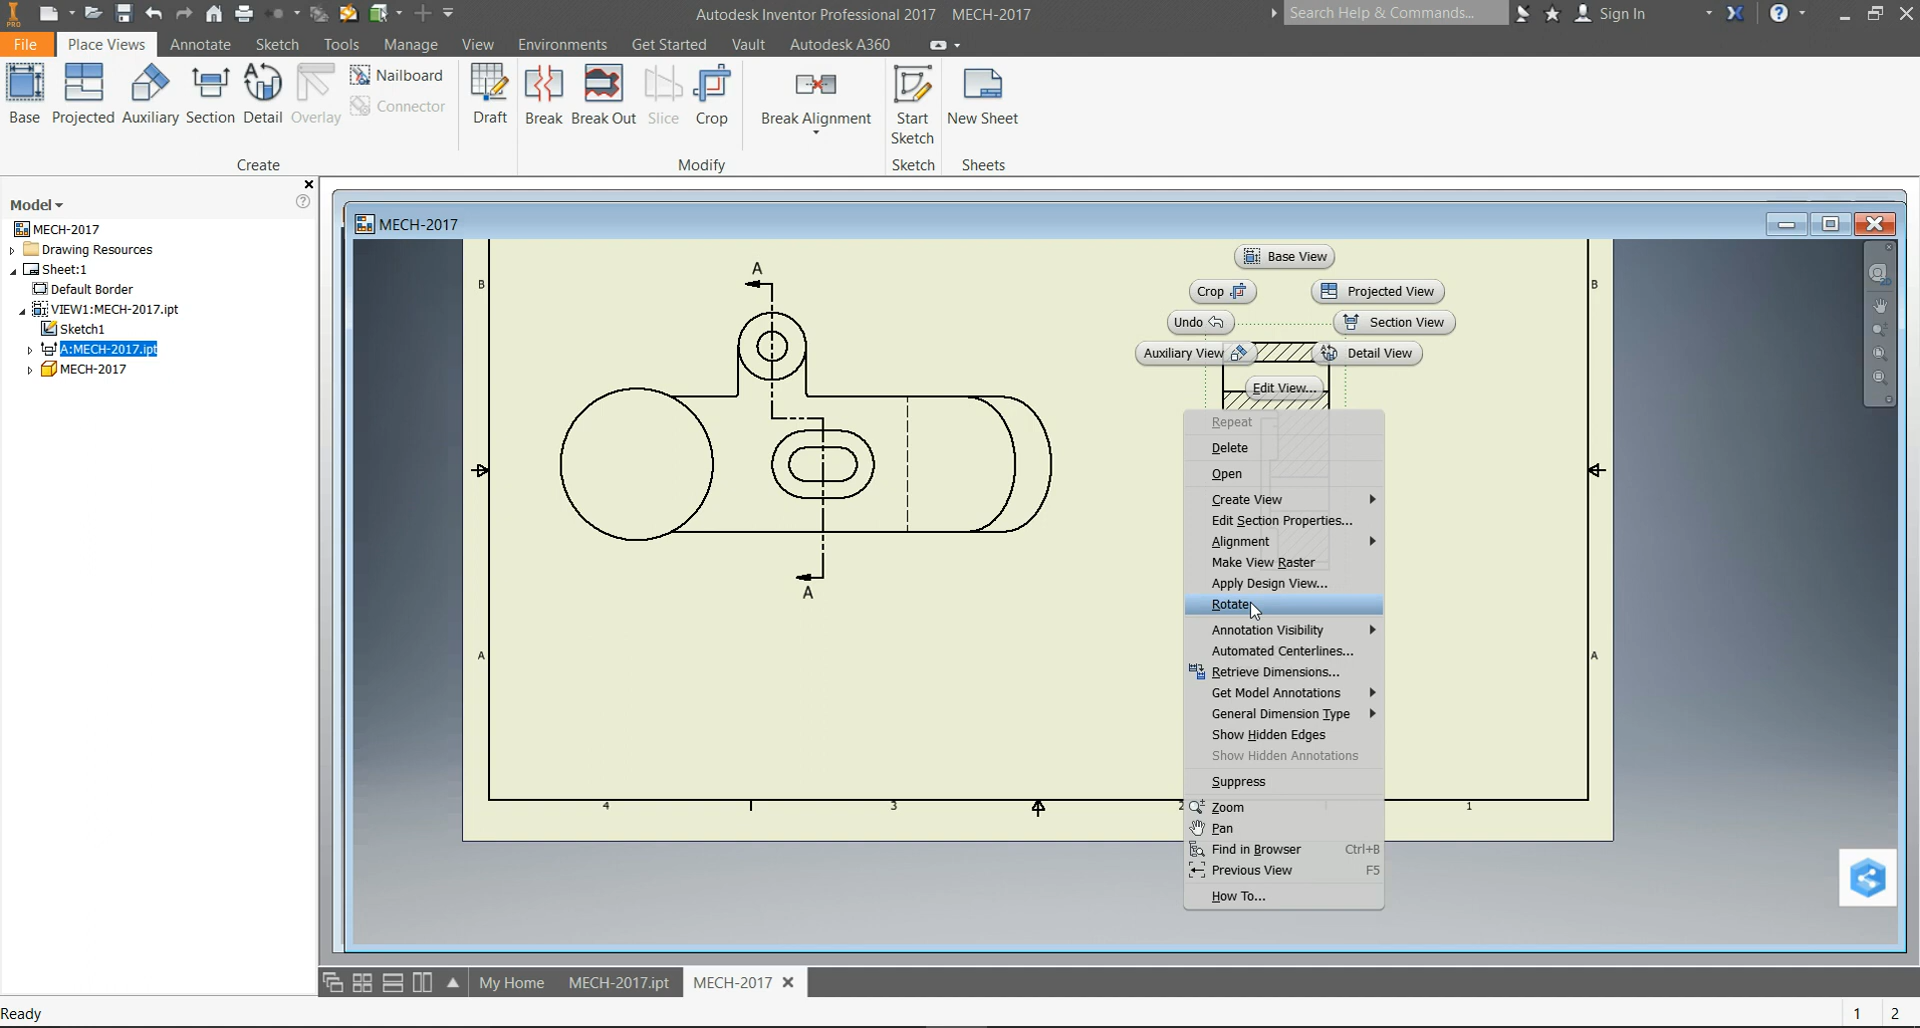 PRO
Autodesk Inventor Professional 2017 MECH-2017
Search Help & Commands...
Sign In
File Place Views Annotate Sketch Tools Manage View Environments Get Started Vault Autodesk A360
Base Projected Auxiliary Section Detail Overlay
Nailboard
Connector
Draft
Break Break Out Slice Crop
Break Alignment
Start
Sketch
New Sheet
Create Modify Sketch Sheets
Model
MECH-2017
Drawing Resources
Sheet:1
Default Border
VIEW1:MECH-2017.ipt
Sketch1
A:MECH-2017.ipt
MECH-2017
MECH-2017
B
B
A
A
A
A
4
3
2
1
Base View
Crop
Projected View
Undo
Section View
Auxiliary View
Detail View
Edit View...
Repeat
Delete
Open
Create View
Edit Section Properties...
Alignment
Make View Raster
Apply Design View...
Rotate
Annotation Visibility
Automated Centerlines...
Retrieve Dimensions...
Get Model Annotations
General Dimension Type
Show Hidden Edges
Show Hidden Annotations
Suppress
Zoom
Pan
Find in Browser Ctrl+B
Previous View F5
How To...
My Home MECH-2017.ipt MECH-2017
Ready
1 2